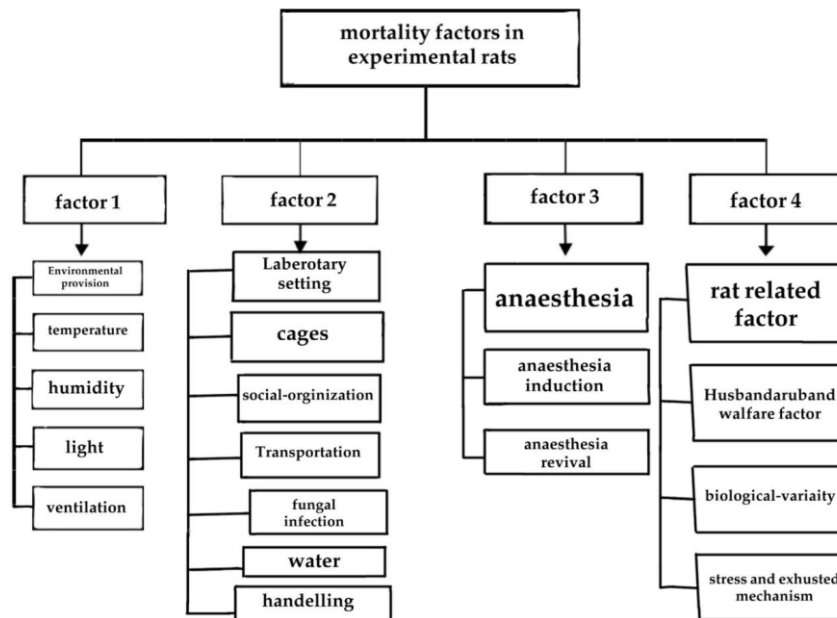 mortality factors in
experimental rats
factor 1
factor 2
factor 3
factor 4
Environmental
provision
temperature
humidity
light
ventilation
Laberotary
setting
cages
social-orginization
Transportation
fungal
infection
water
handelling
anaesthesia
anaesthesia
induction
anaesthesia
revival
rat related
factor
Husbandaruband
walfare factor
biological-variaity
stress and exhusted
mechanism